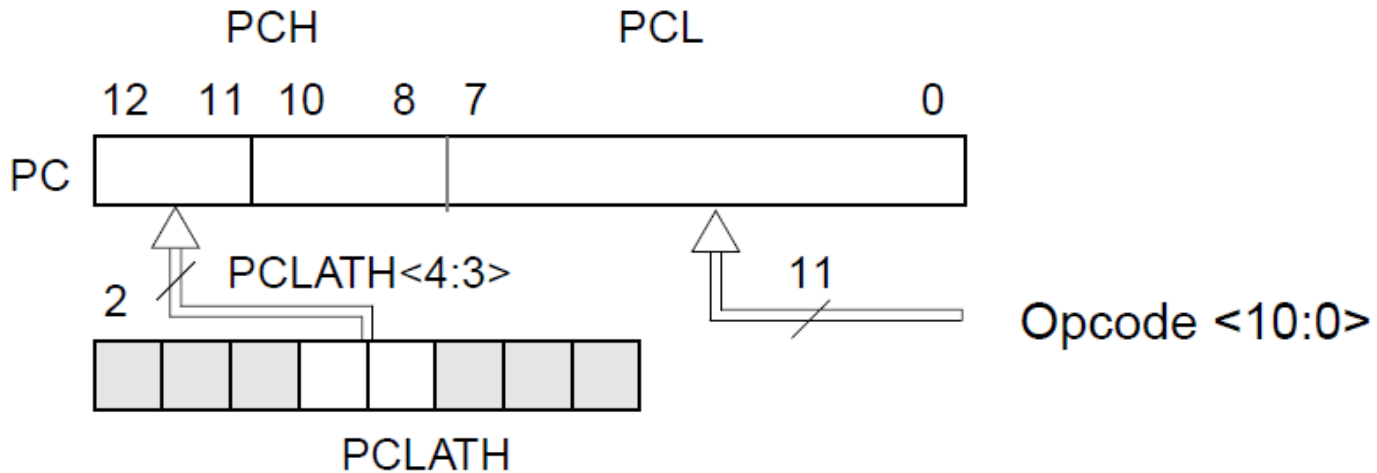 PCH PCL
12 11 10 8 7 0
PC
PCLATH<4:3>
2 11
Opcode <10:0>
PCLATH